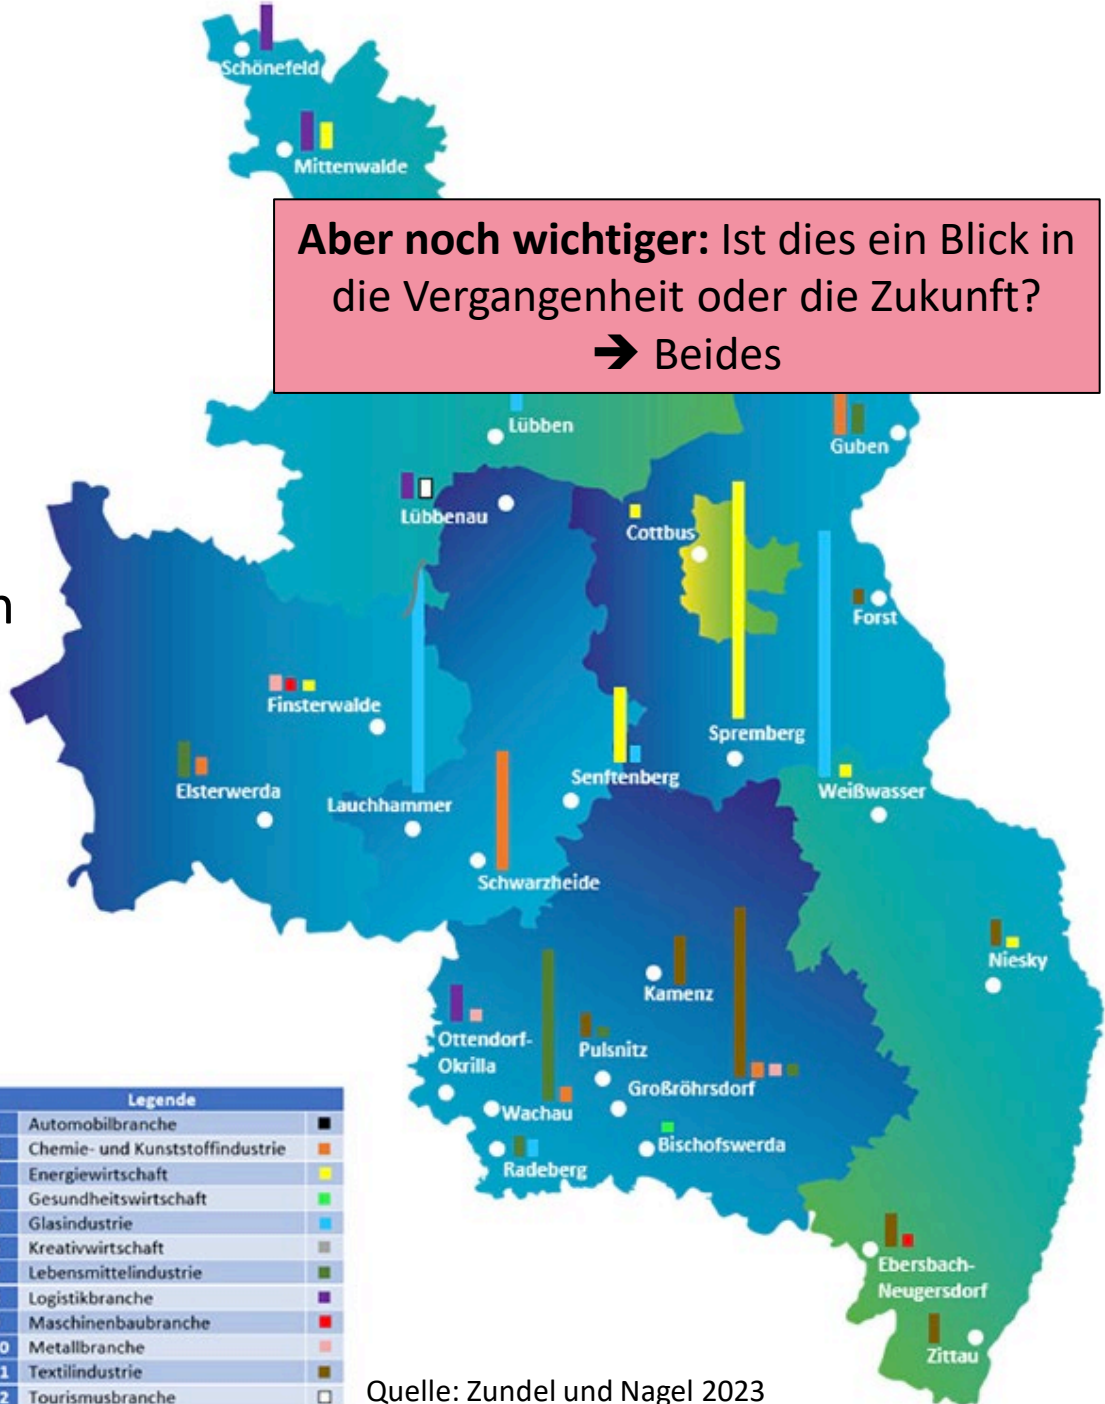 Schönefeld
Mittenwalde
Aber noch wichtiger: Ist dies ein Blick in
die Vergangenheit oder die Zukunft?
➔ Beides
Lübben
Guben
Lübbenau
Cottbus
n
Forst
Finsterwalde
Spremberg
Senftenberg
Elsterwerda
Lauchhammer
Weißwasser
Schwarzheide
Niesky
Kamenz
Ottendorf-
Okrilla
Pulsnitz
Großröhrsdorf
Wachau
Bischofswerda
Radeberg
Ebersbach-
Neugersdorf
Zittau
Legende
Automobilbranche
Chemie- und Kunststoffindustrie
Energiewirtschaft
Gesundheitswirtschaft
Glasindustrie
Kreativwirtschaft
Lebensmittelindustrie
Logistikbranche
Maschinenbaubranche
0 Metallbranche
1 Textilindustrie
2 Tourismusbranche
Quelle: Zundel und Nagel 2023